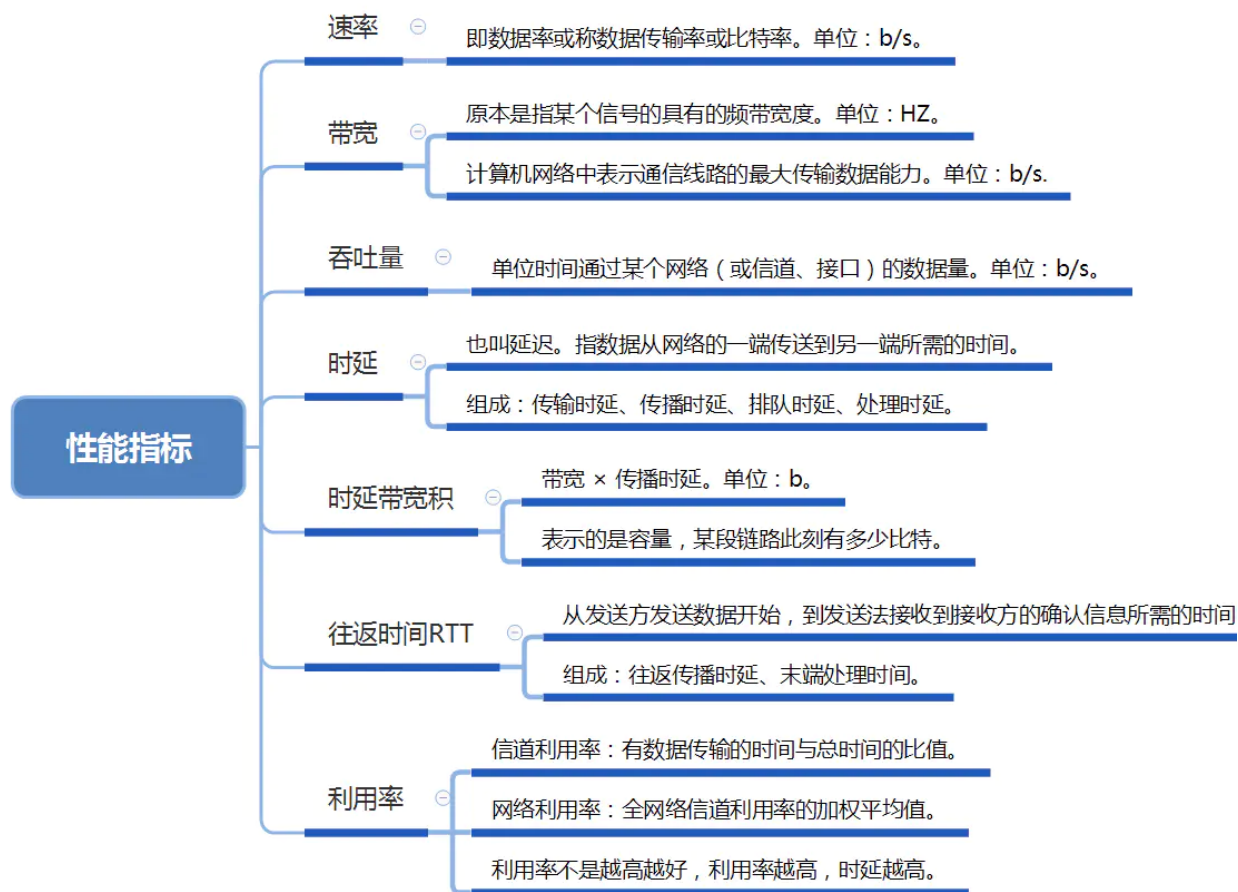 性能指标
速率
即数据率或称数据传输率或比特率。单位：b/s。
带宽
原本是指某个信号的具有的频带宽度。单位：HZ。
计算机网络中表示通信线路的最大传输数据能力。单位：b/s.
吞吐量
单位时间通过某个网络（或信道、接口）的数据量。单位：b/s。
时延
也叫延迟。指数据从网络的一端传送到另一端所需的时间。
组成：传输时延、传播时延、排队时延、处理时延。
时延带宽积
带宽 × 传播时延。单位：b。
表示的是容量，某段链路此刻有多少比特。
往返时间RTT
从发送方发送数据开始，到发送法接收到接收方的确认信息所需的时间
组成：往返传播时延、末端处理时间。
利用率
信道利用率：有数据传输的时间与总时间的比值。
网络利用率：全网络信道利用率的加权平均值。
利用率不是越高越好，利用率越高，时延越高。